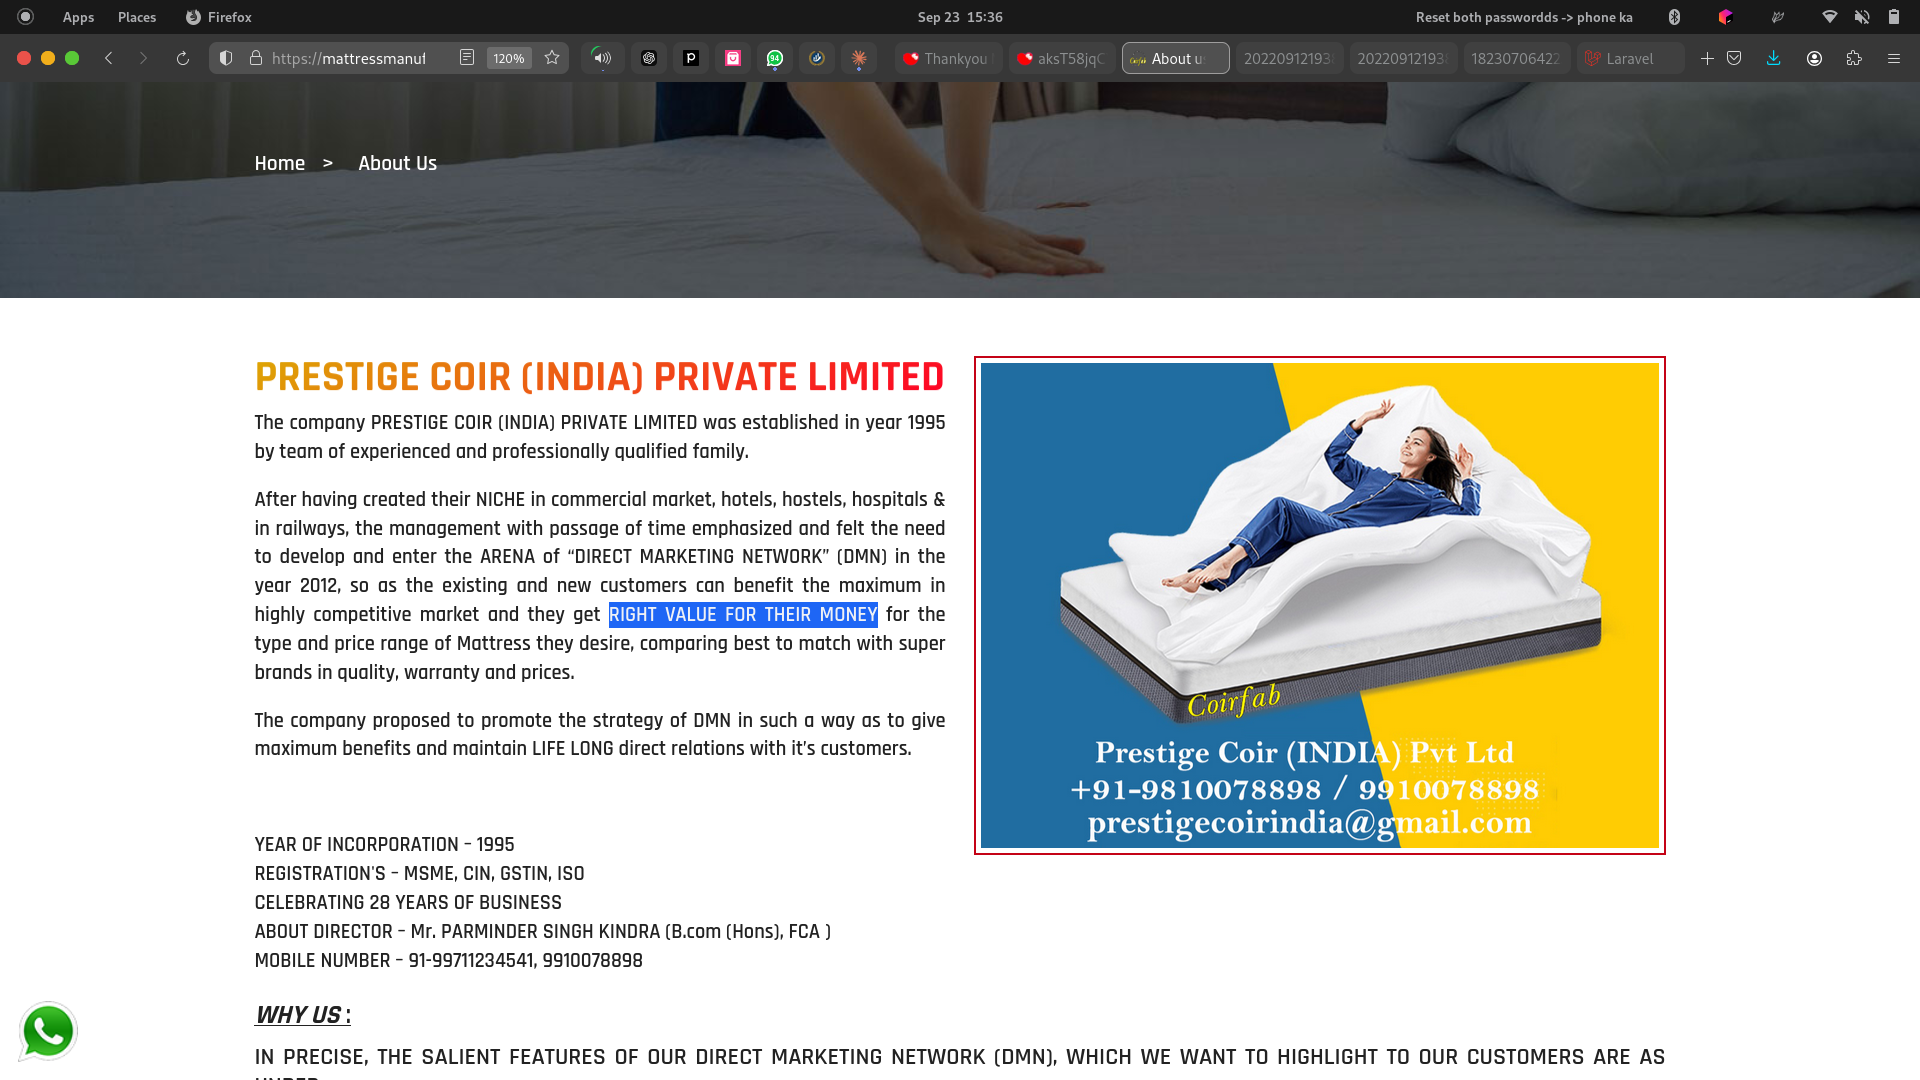 Apps Places Firefox Sep 23 15:36 Reset both passwordds -> phone ka
https://mattressmanuf 120% 94 Thankyou aksT58jqC About u 202209121938 202209121938 18230706422 Laravel
Home > About Us
PRESTIGE COIR (INDIA) PRIVATE LIMITED
The company PRESTIGE COIR (INDIA) PRIVATE LIMITED was established in year 1995
by team of experienced and professionally qualified family.
After having created their NICHE in commercial market, hotels, hostels, hospitals &
in railways, the management with passage of time emphasized and felt the need
to develop and enter the ARENA of “DIRECT MARKETING NETWORK” (DMN) in the
year 2012, so as the existing and new customers can benefit the maximum in
highly competitive market and they get RIGHT VALUE FOR THEIR MONEY for the
type and price range of Mattress they desire, comparing best to match with super
brands in quality, warranty and prices.
The company proposed to promote the strategy of DMN in such a way as to give
maximum benefits and maintain LIFE LONG direct relations with it’s customers.
YEAR OF INCORPORATION – 1995
REGISTRATION'S – MSME, CIN, GSTIN, ISO
CELEBRATING 28 YEARS OF BUSINESS
ABOUT DIRECTOR – Mr. PARMINDER SINGH KINDRA (B.com (Hons), FCA )
MOBILE NUMBER – 91-99711234541, 9910078898
Coirfab
Prestige Coir (INDIA) Pvt Ltd
+91-9810078898 / 9910078898
prestigecoirindia@gmail.com
WHY US :
IN PRECISE, THE SALIENT FEATURES OF OUR DIRECT MARKETING NETWORK (DMN), WHICH WE WANT TO HIGHLIGHT TO OUR CUSTOMERS ARE AS